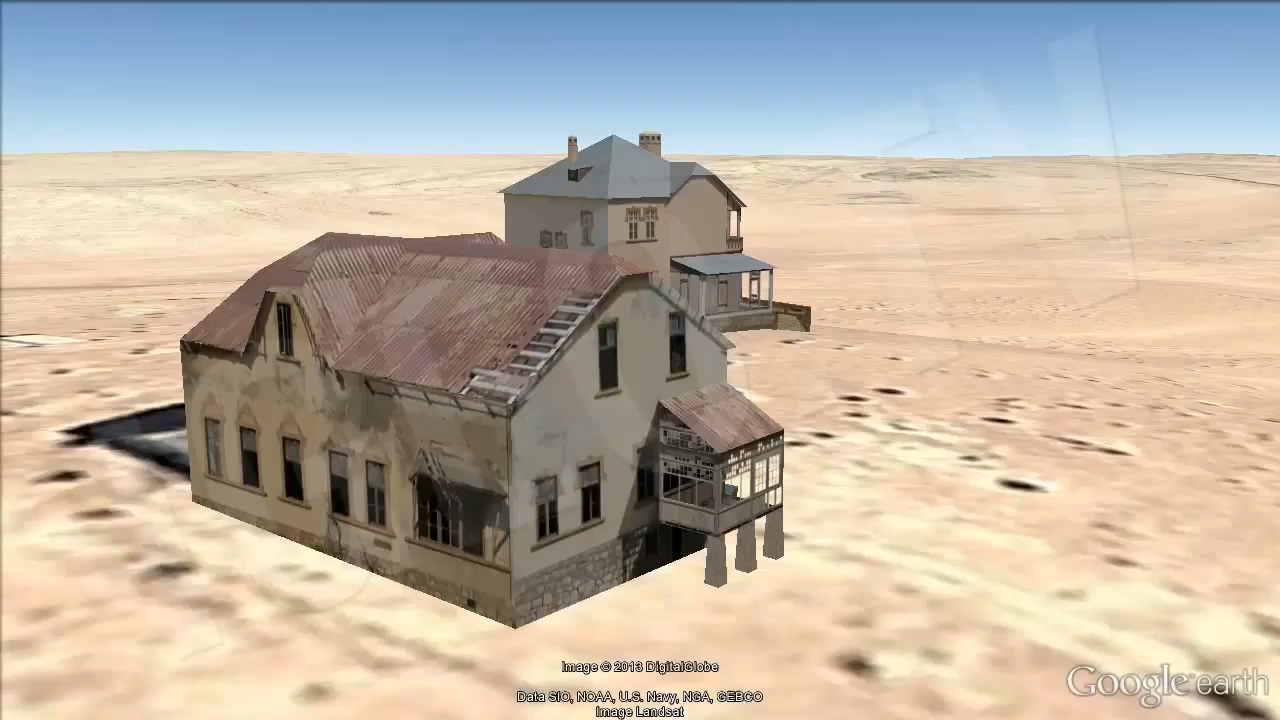 Image © 2013 DigitalGlobe
Data SIO, NOAA, U.S. Navy, NGA, GEBCO
Image Landsat
Google earth